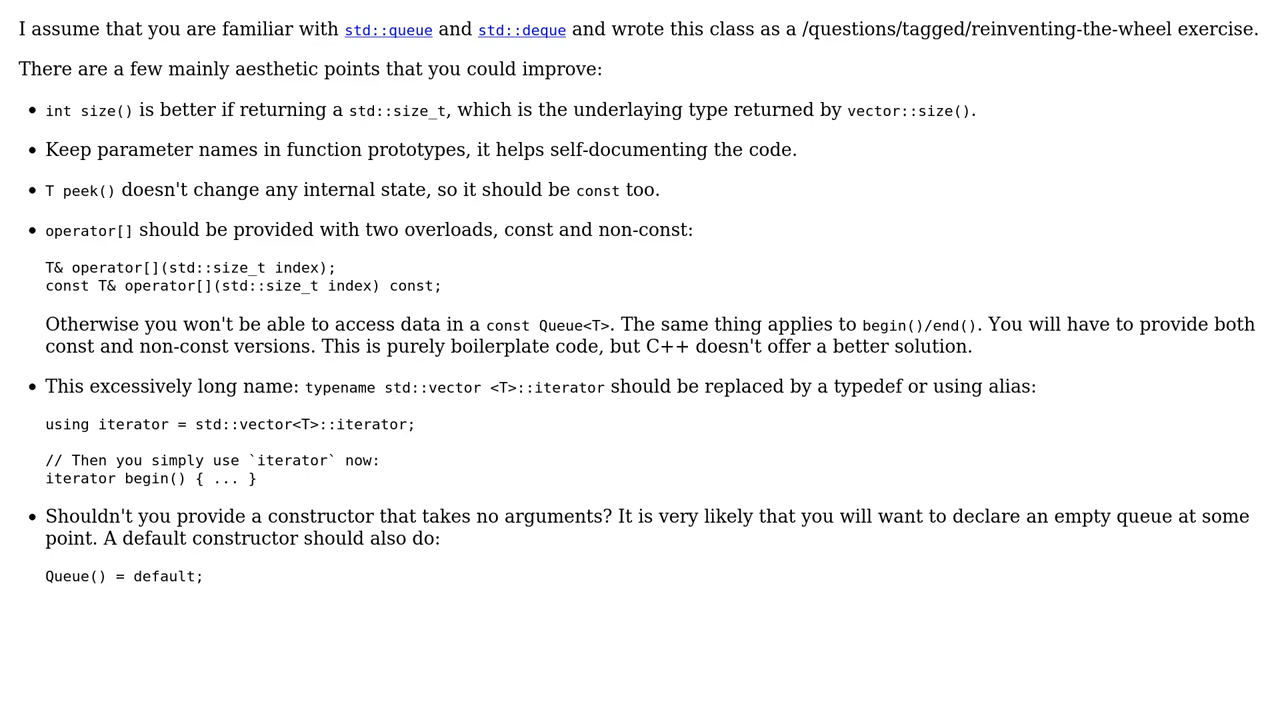 I assume that you are familiar with std::queue and std::deque and wrote this class as a /questions/tagged/reinventing-the-wheel exercise.
There are a few mainly aesthetic points that you could improve:
• int size() is better if returning a std::size_t, which is the underlaying type returned by vector::size().
• Keep parameter names in function prototypes, it helps self-documenting the code.
• T peek() doesn't change any internal state, so it should be const too.
• operator[] should be provided with two overloads, const and non-const:
T& operator[](std::size_t index);
const T& operator[](std::size_t index) const;
Otherwise you won't be able to access data in a const Queue<T>. The same thing applies to begin()/end(). You will have to provide both
const and non-const versions. This is purely boilerplate code, but C++ doesn't offer a better solution.
• This excessively long name: typename std::vector <T>::iterator should be replaced by a typedef or using alias:
using iterator = std::vector<T>::iterator;
// Then you simply use `iterator` now:
iterator begin() { ... }
• Shouldn't you provide a constructor that takes no arguments? It is very likely that you will want to declare an empty queue at some
point. A default constructor should also do:
Queue() = default;